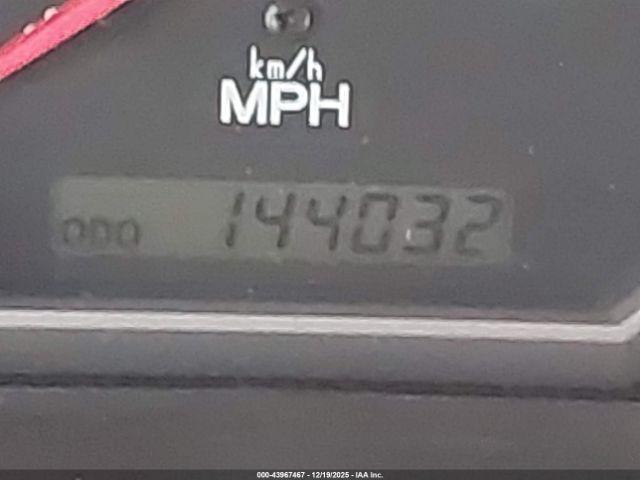 km/h
MPH
ODO 144032
000-43967467 - 12/19/2025 - IAA Inc.